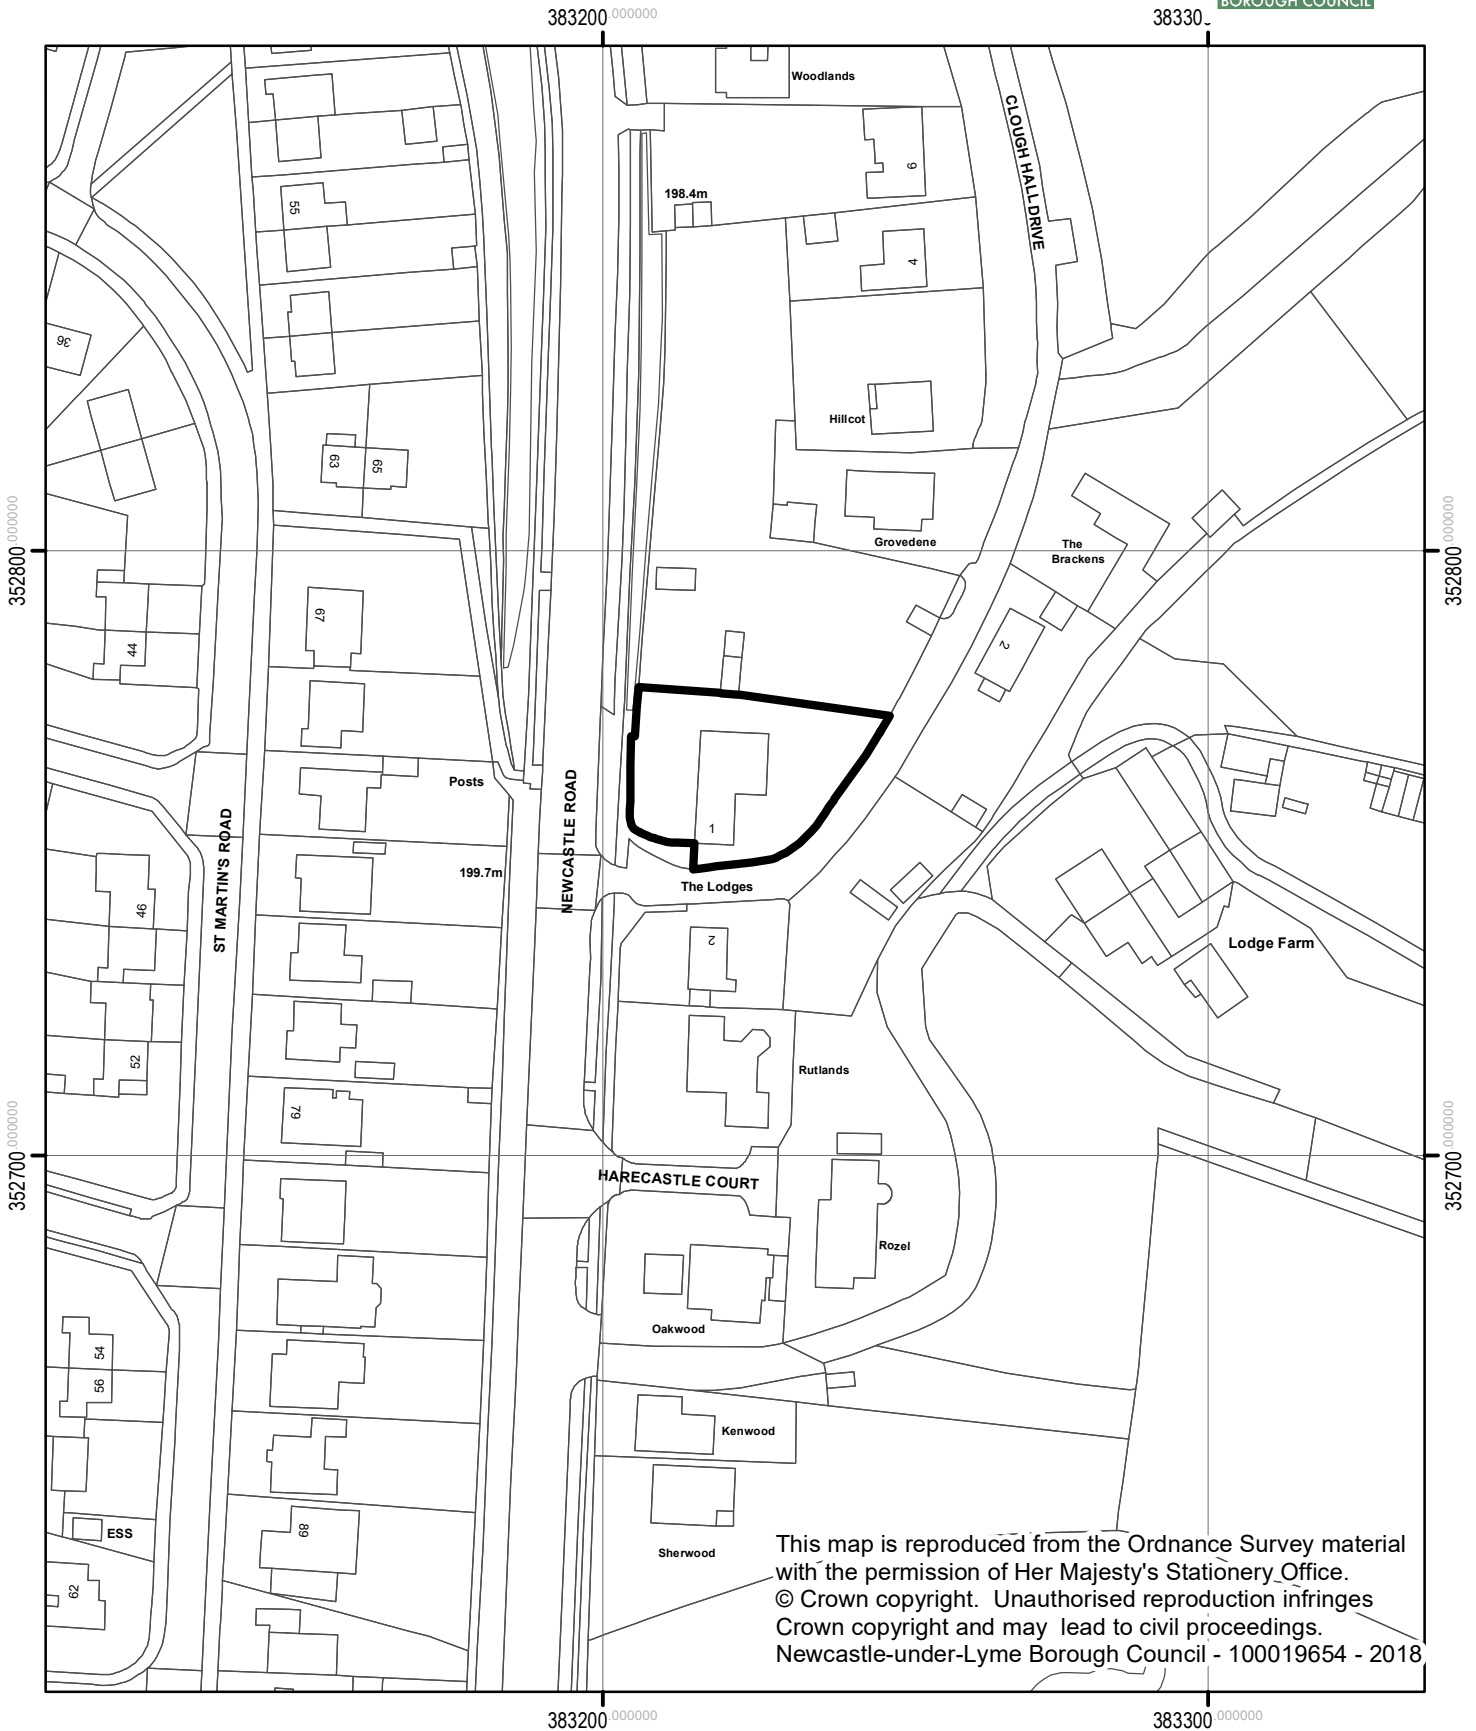 BOROUGH COUNCIL
383200.000000
38330
Woodlands
CLOUGH HALL DRIVE
9
198.4m
55
4
36
Hillcot
63
65
Grovedene
The
Brackens
352800.000000
352800.000000
67
44
2
Posts
NEWCASTLE ROAD
ST MARTIN'S ROAD
1
199.7m
The Lodges
46
2
Lodge Farm
52
Rutlands
79
352700.000000
352700.000000
HARECASTLE COURT
Rozel
Oakwood
54
56
Kenwood
ESS
89
Sherwood
62
This map is reproduced from the Ordnance Survey material
with the permission of Her Majesty's Stationery Office.
© Crown copyright. Unauthorised reproduction infringes
Crown copyright and may lead to civil proceedings.
Newcastle-under-Lyme Borough Council - 100019654 - 2018
383200.000000
383300.000000